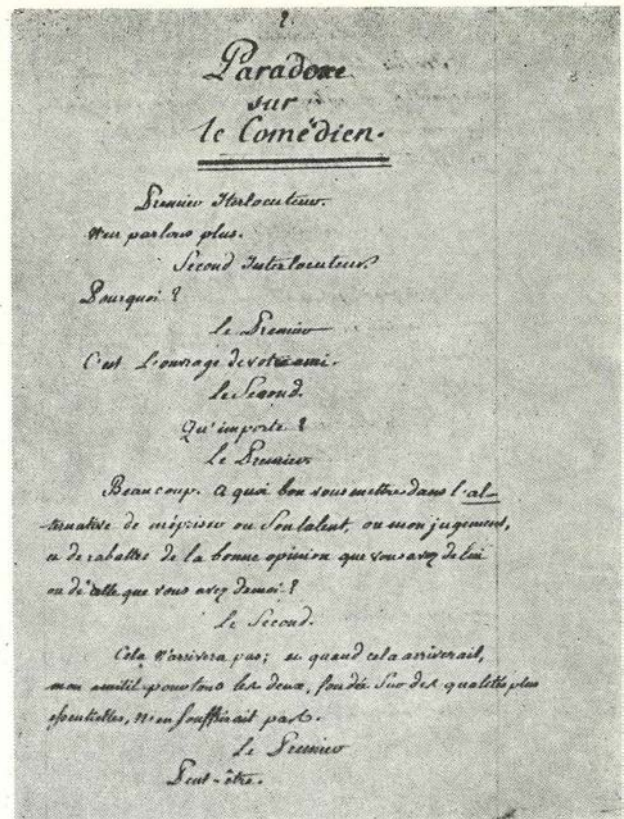 2.
Paradoxe
sur
le Comédien.
Premier Iterlocuteur.
N'en parlons plus.
Second Interlocuteur.
Pourquoi ?
Le Premier
C'est l'ouvrage de votre ami.
Le Second.
Qu'importe ?
Le Premier.
Beaucoup. A quoi bon vous mettre dans l'al-
ternative de mépriser ou son talent, ou mon jugement,
et de rabattre de la bonne opinion que vous avez de lui
ou de celle que vous avez de moi ?
Le Second.
Cela n'arrivera pas ; et quand cela arriverait,
mon amitié pour tous les deux, fondée sur des qualités plus
essentielles, n'en souffrirait pas.
Le Premier
Peut-être.